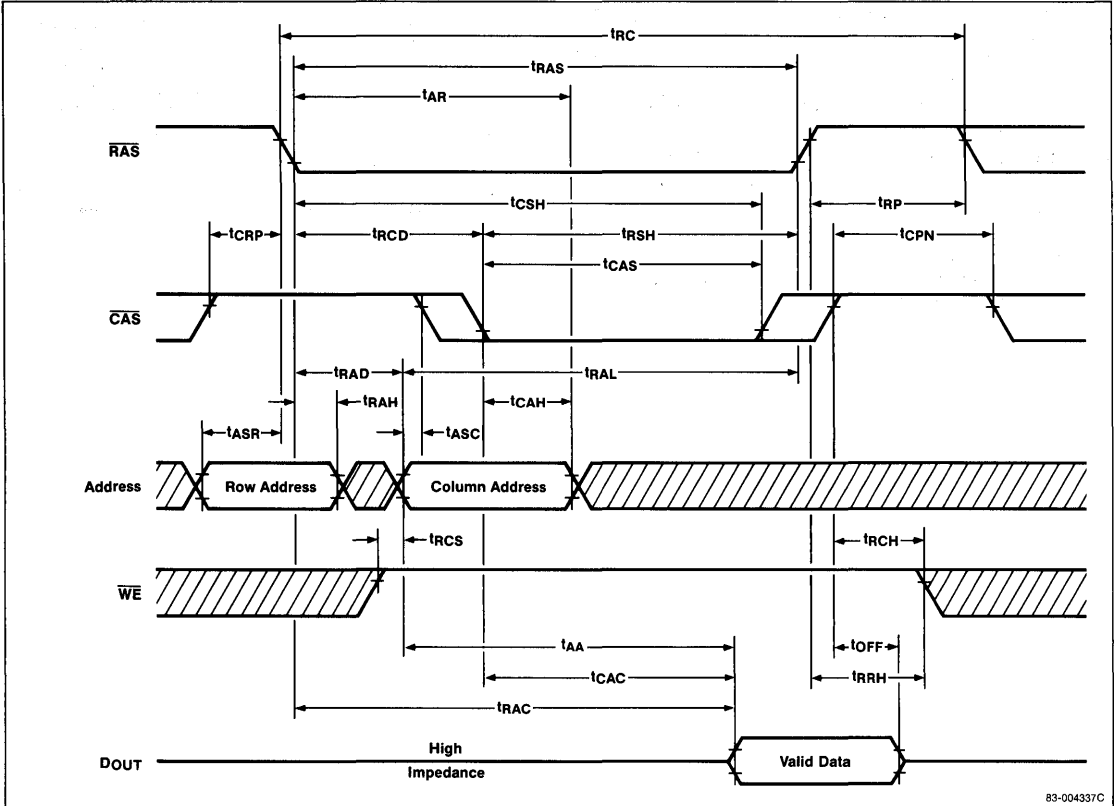 tRC
tRAS
tAR
RAS
tCSH
tRP
tCRP
tRCD
tRSH
tCPN
tCAS
CAS
tRAD
tRAL
tRAH
tCAH
tASR
tASC
Address
Row Address
Column Address
tRCS
tRCH
WE
tAA
tOFF
tCAC
tRRH
tRAC
DOUT
High
Impedance
Valid Data
83-004337C